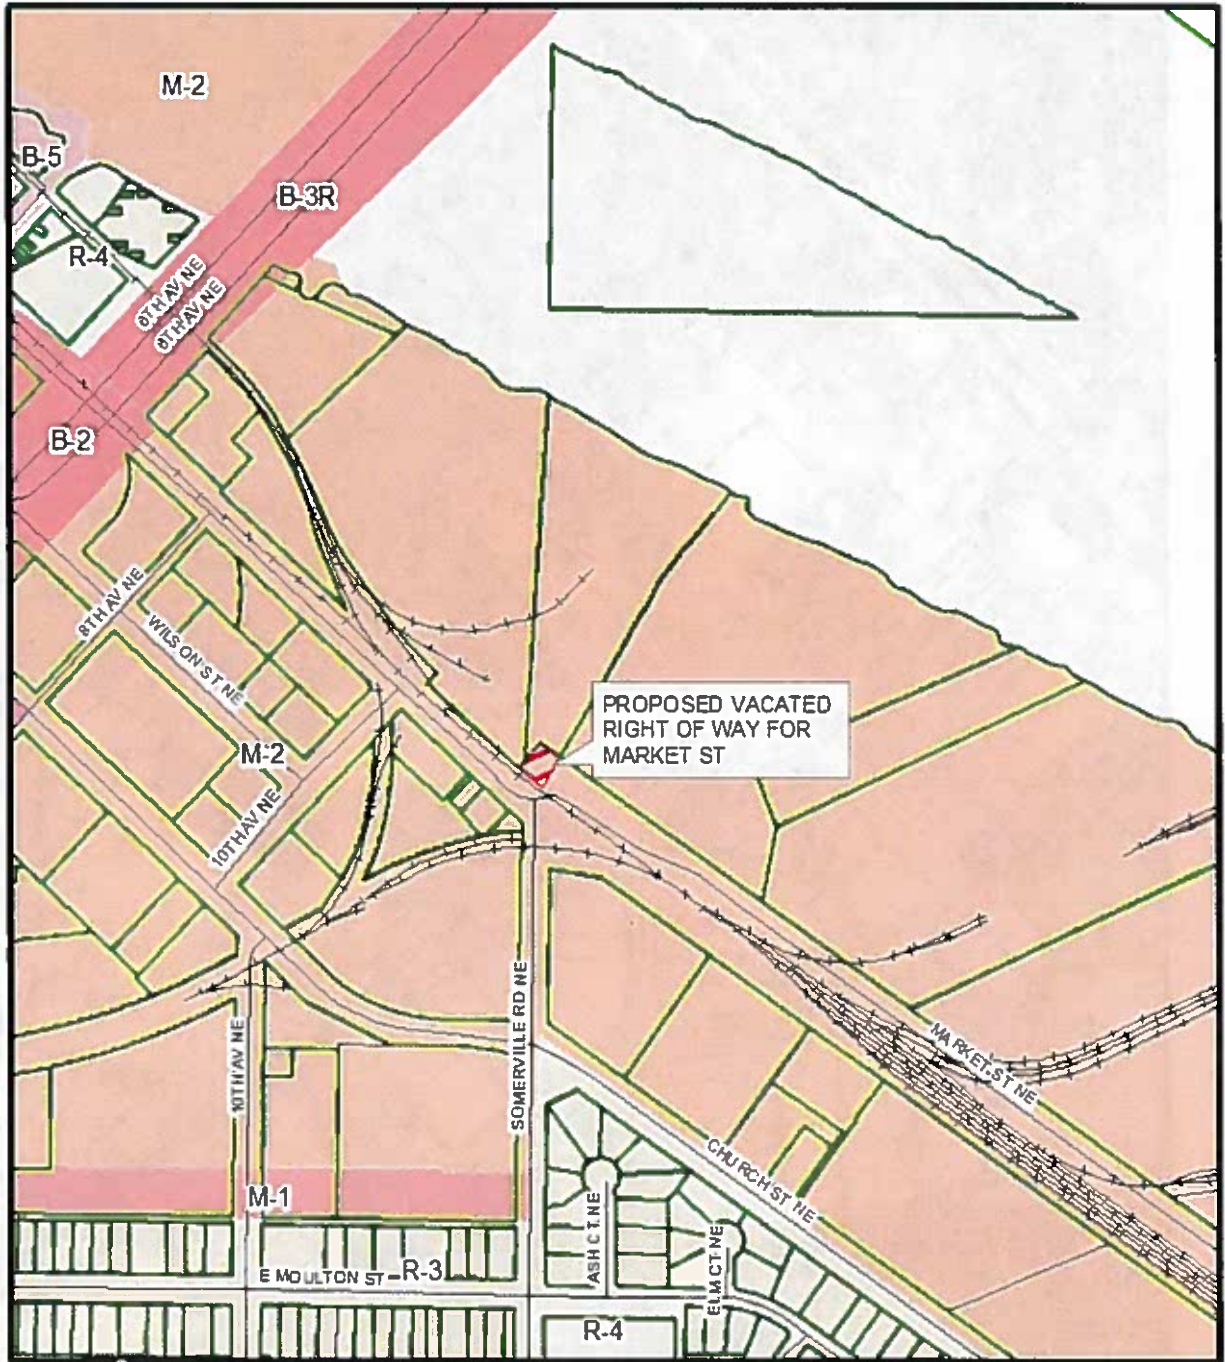 M-2
B-5
B-3R
R-4
6TH AV NE
6TH AV NE
B-2
8TH AV NE
WILSON ST NE
PROPOSED VACATED
RIGHT OF WAY FOR
MARKET ST
M-2
10TH AV NE
SOMERVILLE RD NE
10TH AV NE
MARKET ST NE
CHURCH ST NE
M-1
ASH CT NE
ELM CT NE
E MOULTON ST
R-3
R-4